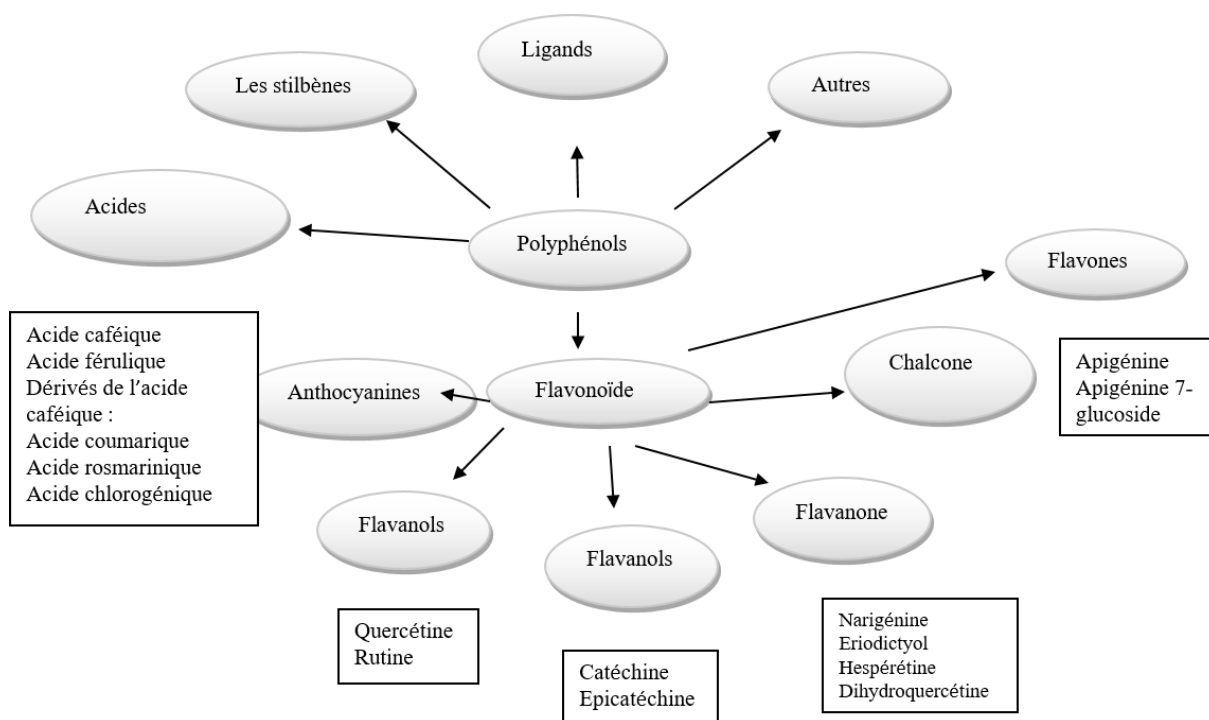 Ligands
Les stilbènes
Autres
Acides
Polyphénols
Flavones
Acide caféique
Acide férulique
Dérivés de l'acide
caféique :
Acide coumarique
Acide rosmarinique
Acide chlorogénique
Anthocyanines
Flavonoïde
Chalcone
Apigénine
Apigénine 7-
glucoside
Flavanols
Flavanols
Flavanone
Quercétine
Rutine
Catéchine
Epicatéchine
Narigénine
Eriodictyol
Hespérétine
Dihydroquercétine